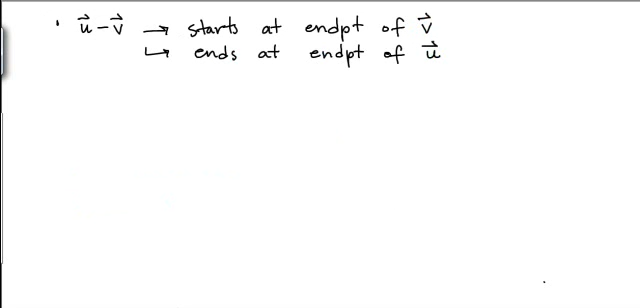 • u⃗ - v⃗ → starts at endpt of v⃗
↳ ends at endpt of u⃗